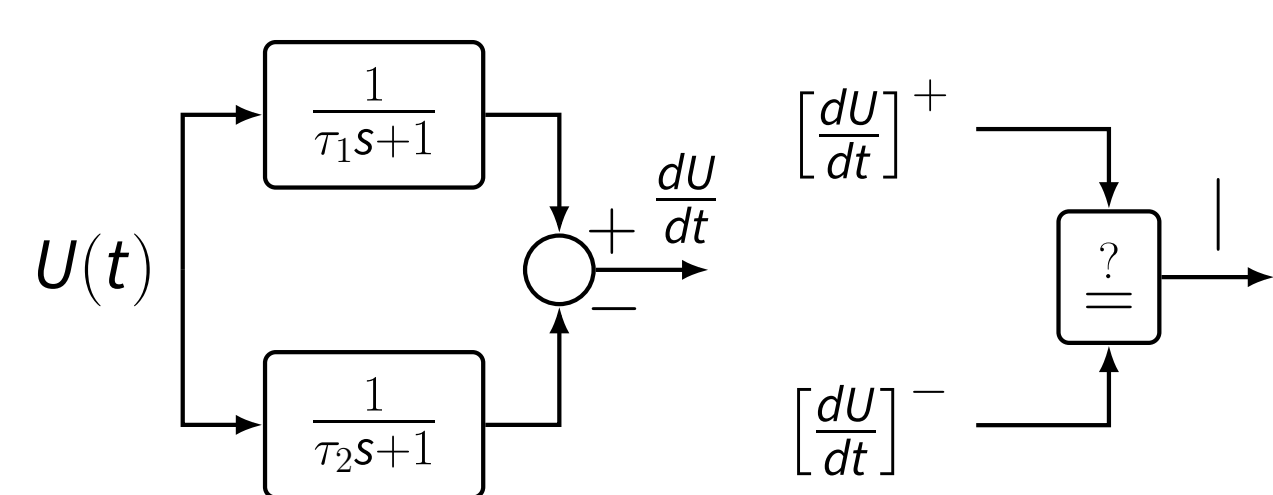 U(t)
1
τ₁s+1
1
τ₂s+1
+
−
dU
dt
[dU
dt]⁺
[dU
dt]⁻
?
=
|